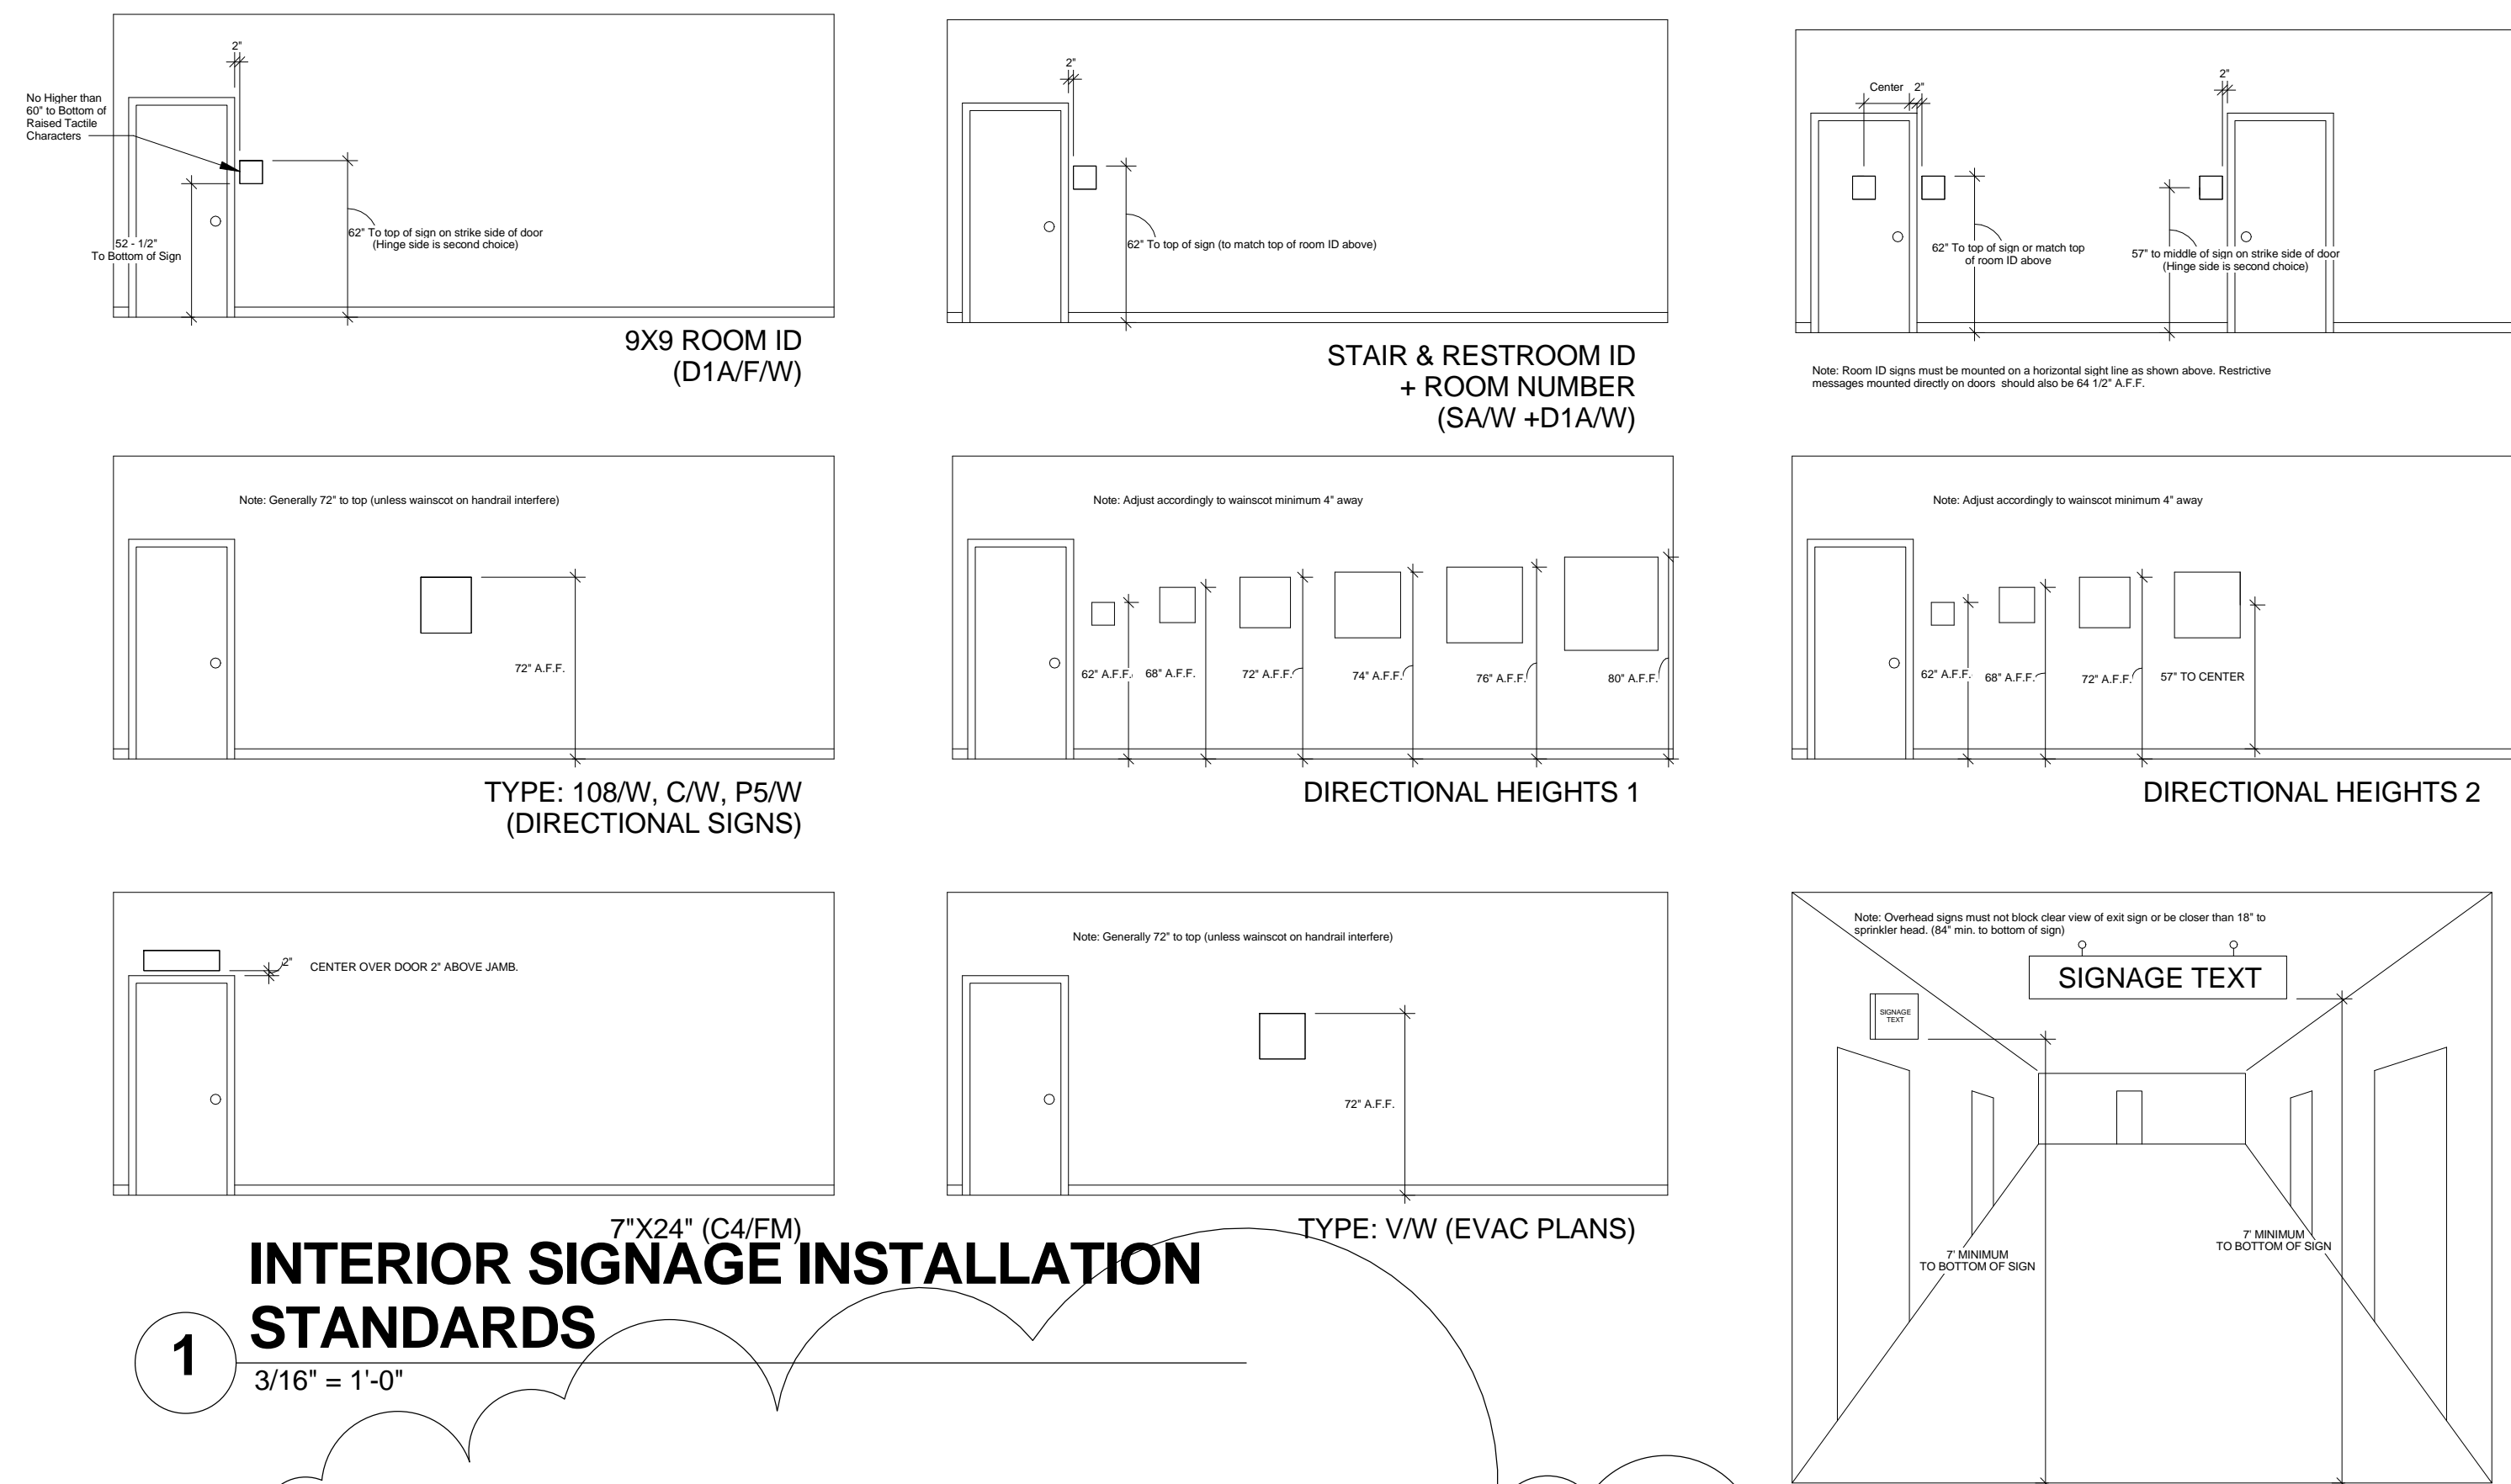 2"
No Higher than
60" to Bottom of
Raised Tactile
Characters
52 - 1/2"
To Bottom of Sign
62" To top of sign on strike side of door
(Hinge side is second choice)
9X9 ROOM ID
(D1A/F/W)
2"
62" To top of sign (to match top of room ID above)
STAIR & RESTROOM ID
+ ROOM NUMBER
(SA/W +D1A/W)
Center 2"
2"
62" To top of sign or match top
of room ID above
57" to middle of sign on strike side of door
(Hinge side is second choice)
Note: Room ID signs must be mounted on a horizontal sight line as shown above. Restrictive
messages mounted directly on doors should also be 64 1/2" A.F.F.
Note: Generally 72" to top (unless wainscot on handrail interfere)
72" A.F.F.
TYPE: 108/W, C/W, P5/W
(DIRECTIONAL SIGNS)
Note: Adjust accordingly to wainscot minimum 4" away
62" A.F.F. 68" A.F.F. 72" A.F.F. 74" A.F.F. 76" A.F.F. 80" A.F.F.
DIRECTIONAL HEIGHTS 1
Note: Adjust accordingly to wainscot minimum 4" away
62" A.F.F. 68" A.F.F. 72" A.F.F. 57" TO CENTER
DIRECTIONAL HEIGHTS 2
2" CENTER OVER DOOR 2" ABOVE JAMB.
7"X24" (C4/FM)
Note: Generally 72" to top (unless wainscot on handrail interfere)
72" A.F.F.
TYPE: V/W (EVAC PLANS)
Note: Overhead signs must not block clear view of exit sign or be closer than 18" to
sprinkler head. (84" min. to bottom of sign)
SIGNAGE TEXT
SIGNAGE
TEXT
7' MINIMUM
TO BOTTOM OF SIGN
7' MINIMUM
TO BOTTOM OF SIGN
1
INTERIOR SIGNAGE INSTALLATION
STANDARDS
3/16" = 1'-0"